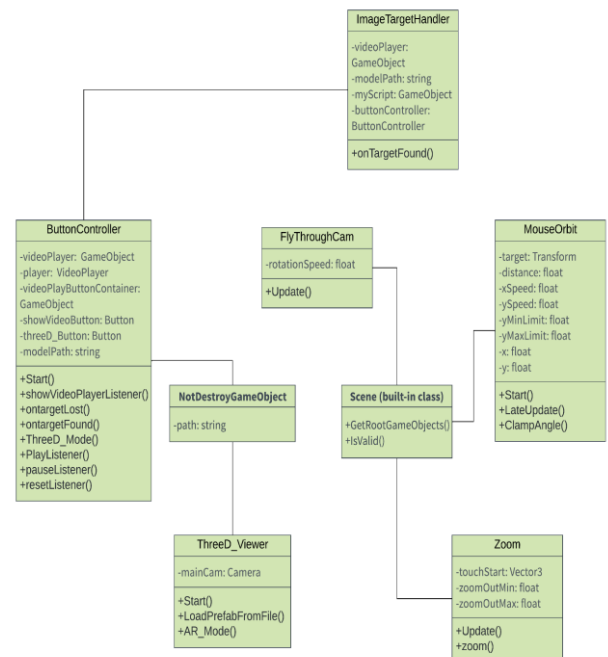 ImageTargetHandler
-videoPlayer:
GameObject
-modelPath: string
-myScript: GameObject
-buttonController:
ButtonController
+onTargetFound()
ButtonController
-videoPlayer: GameObject
-player: VideoPlayer
-videoPlayButtonContainer:
GameObject
-showVideoButton: Button
-threeD_Button: Button
-modelPath: string
+Start()
+showVideoPlayerListener()
+ontargetLost()
+ontargetFound()
+ThreeD_Mode()
+PlayListener()
+pauseListener()
+resetListener()
FlyThroughCam
-rotationSpeed: float
+Update()
MouseOrbit
-target: Transform
-distance: float
-xSpeed: float
-ySpeed: float
-yMinLimit: float
-yMaxLimit: float
-x: float
-y: float
+Start()
+LateUpdate()
+ClampAngle()
NotDestroyGameObject
-path: string
Scene (built-in class)
+GetRootGameObjects()
+IsValid()
ThreeD_Viewer
-mainCam: Camera
+Start()
+LoadPrefabFromFile()
+AR_Mode()
Zoom
-touchStart: Vector3
-zoomOutMin: float
-zoomOutMax: float
+Update()
+zoom()